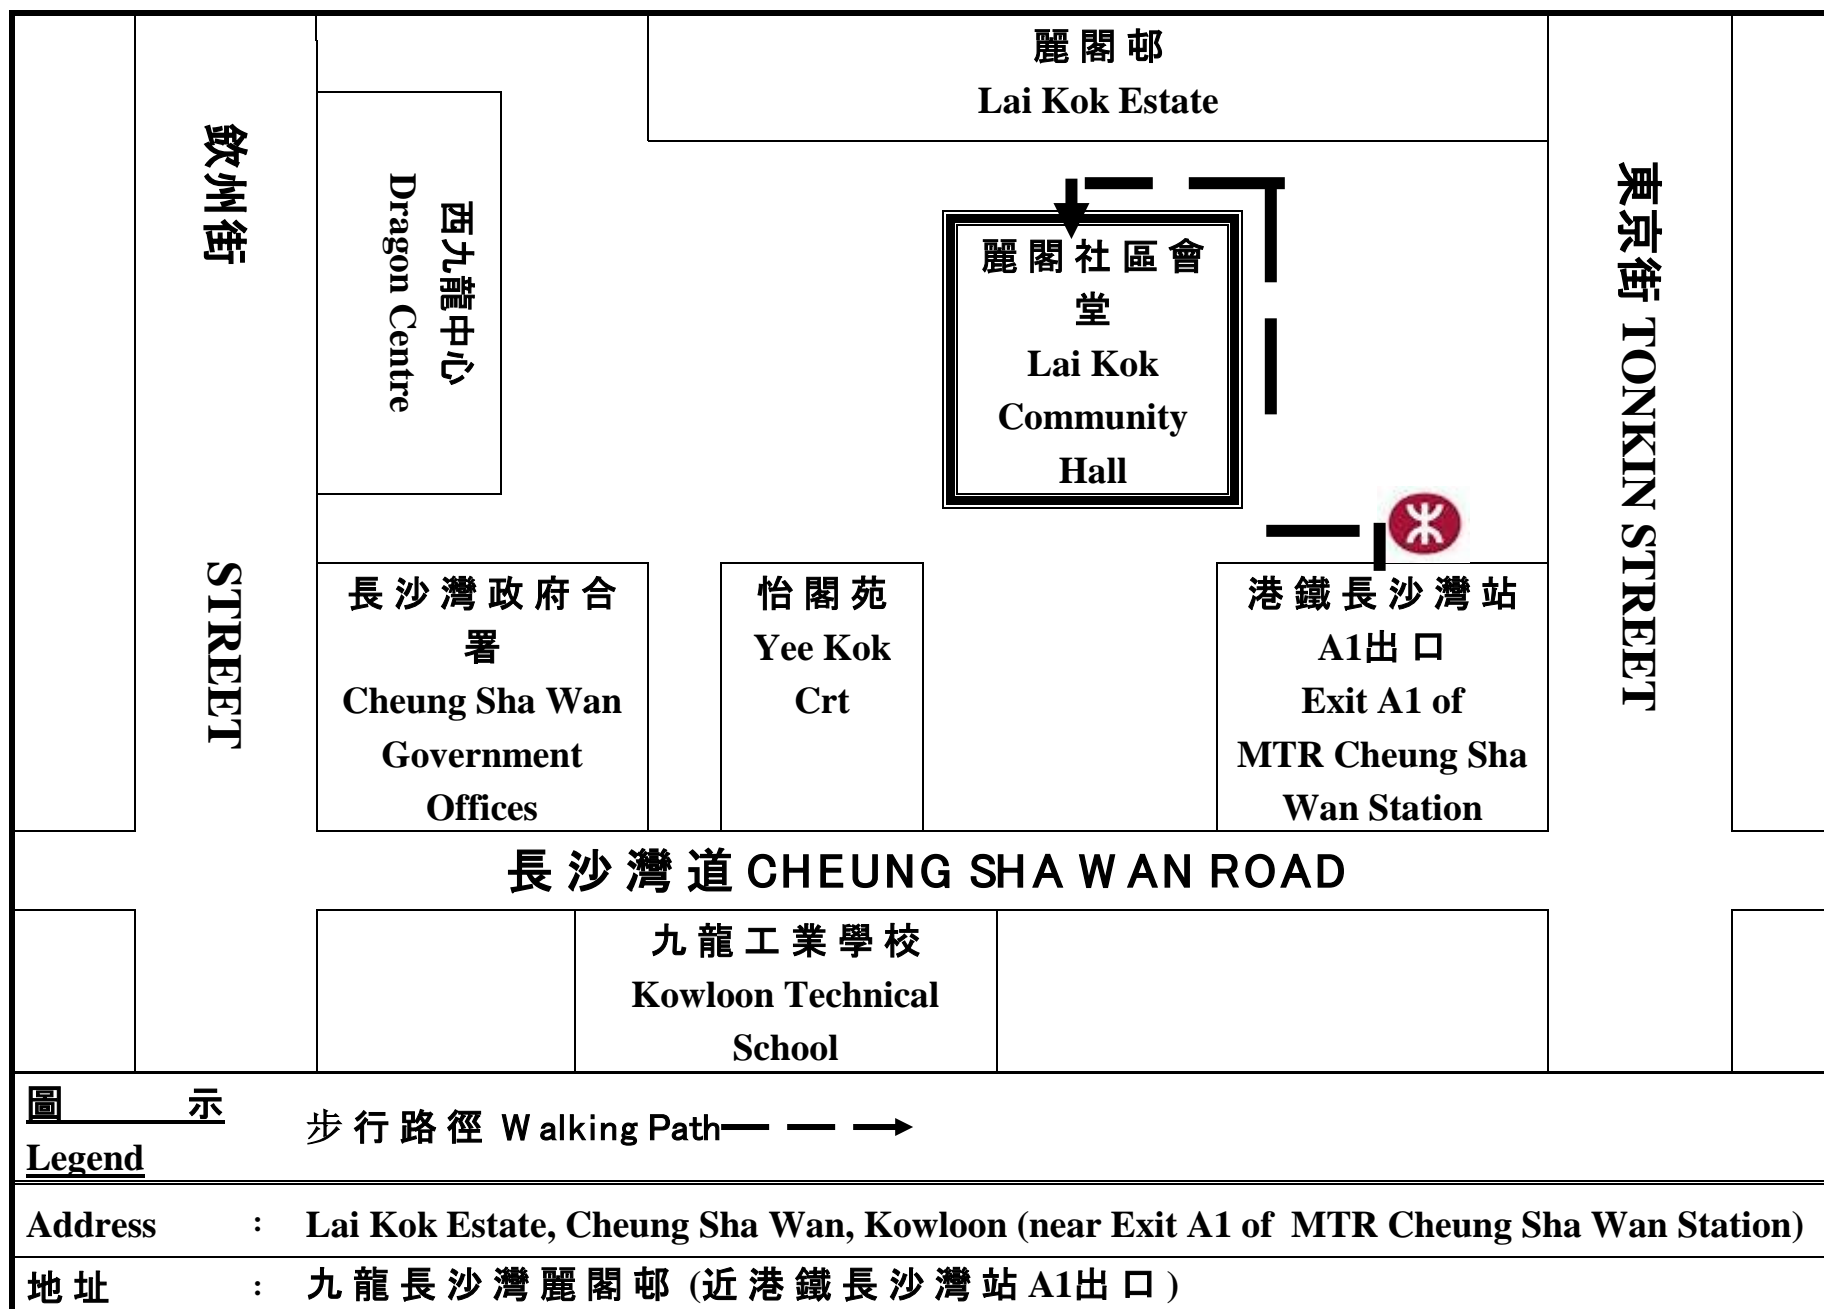 麗閣邨
Lai Kok Estate
欽州街
STREET
西九龍中心
Dragon Centre
麗閣社區會
堂
Lai Kok
Community
Hall
東京街 TONKIN STREET
長沙灣政府合
署
Cheung Sha Wan
Government
Offices
怡閣苑
Yee Kok
Crt
港鐵長沙灣站
A1出口
Exit A1 of
MTR Cheung Sha
Wan Station
長沙灣道 CHEUNG SHA WAN ROAD
九龍工業學校
Kowloon Technical
School
圖 示
Legend
步行路徑 Walking Path
Address : Lai Kok Estate, Cheung Sha Wan, Kowloon (near Exit A1 of MTR Cheung Sha Wan Station)
地址 : 九龍長沙灣麗閣邨 (近港鐵長沙灣站 A1出口)